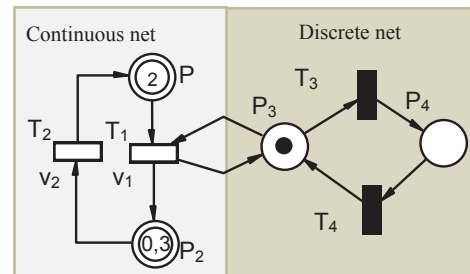 Continuous net
Discrete net
2
P
T3
P3
P4
T2
T1
v2
v1
0,3
P2
T4